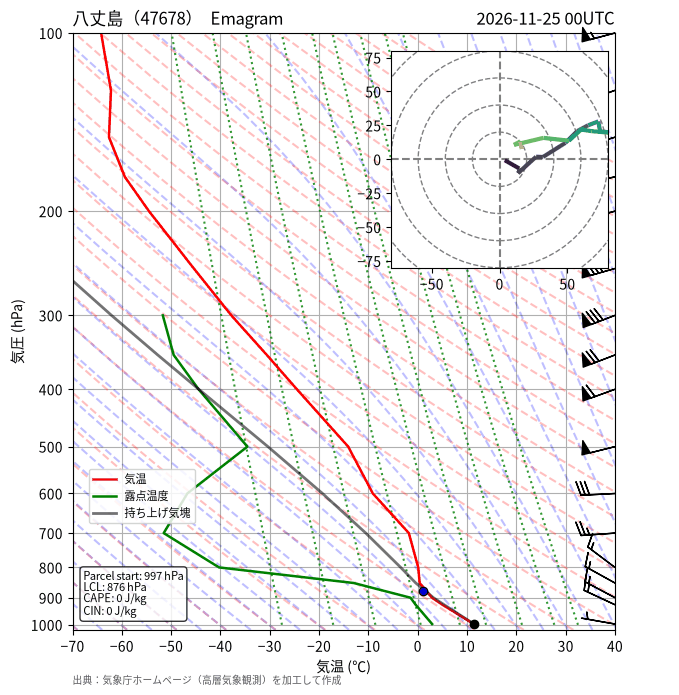 八丈島（47678） Emagram
2026-11-25 00UTC
100
200
300
400
500
600
700
800
900
1000
気圧 (hPa)
75
50
25
0
−25
−50
−75
−50
0
50
気温
露点温度
持ち上げ気塊
Parcel start: 997 hPa
LCL: 876 hPa
CAPE: 0 J/kg
CIN: 0 J/kg
−70
−60
−50
−40
−30
−20
−10
0
10
20
30
40
気温 (℃)
出典：気象庁ホームページ（高層気象観測）を加工して作成